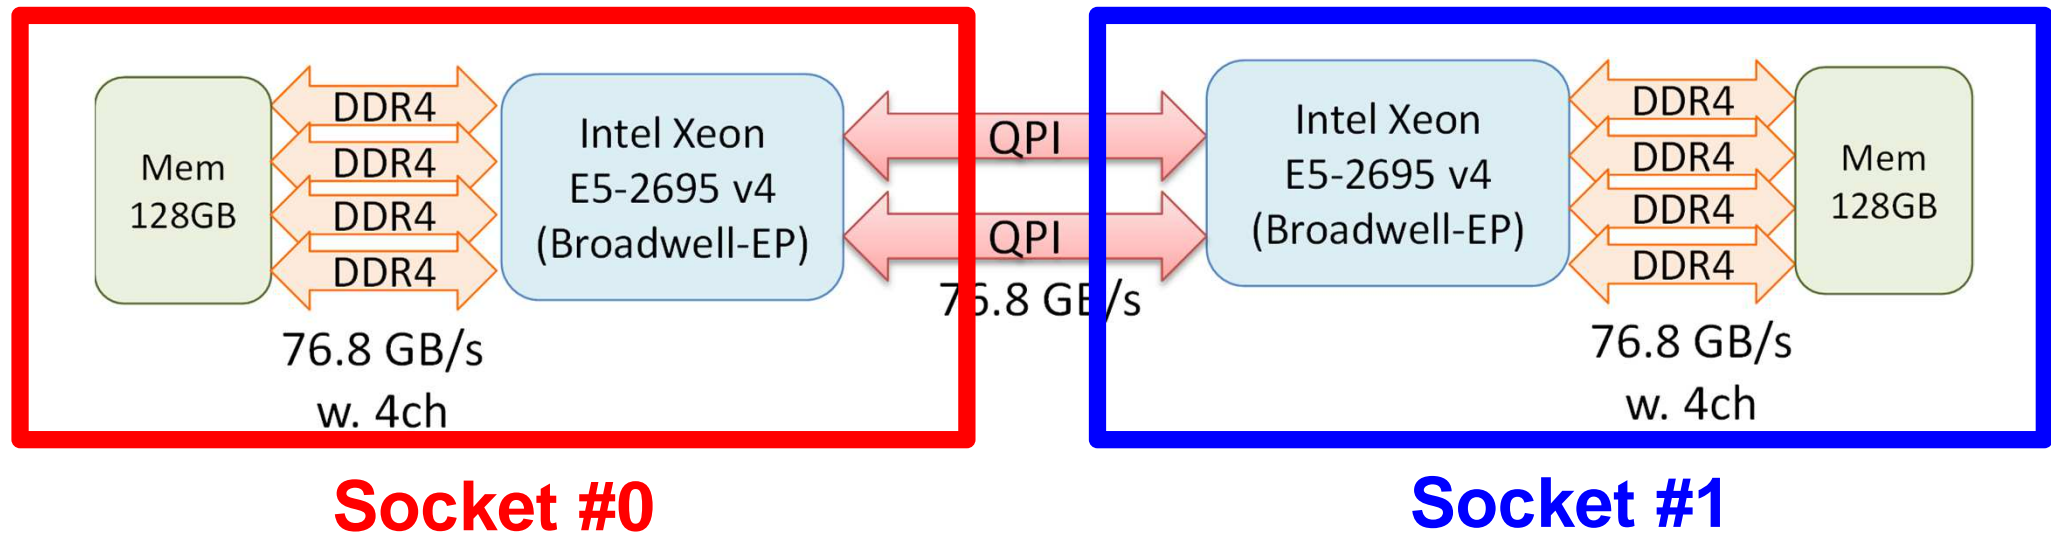 Mem
128GB
DDR4
DDR4
DDR4
DDR4
76.8 GB/s
w. 4ch
Intel Xeon
E5-2695 v4
(Broadwell-EP)
QPI
QPI
76.8 GB/s
Intel Xeon
E5-2695 v4
(Broadwell-EP)
DDR4
DDR4
DDR4
DDR4
76.8 GB/s
w. 4ch
Mem
128GB
Socket #0
Socket #1